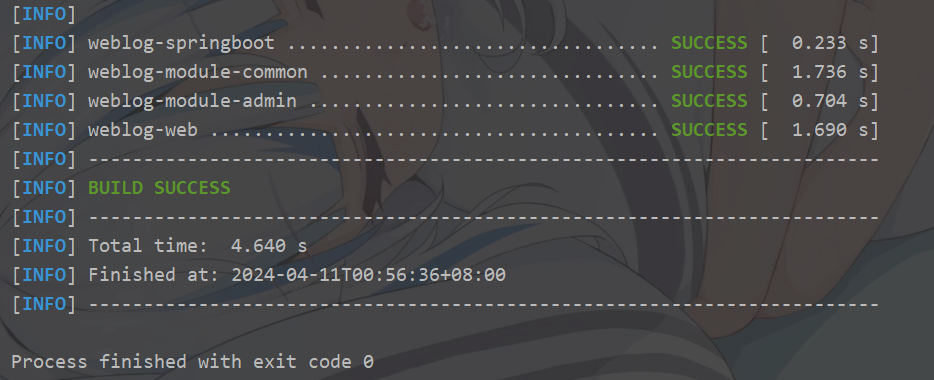 [INFO]
[INFO] weblog-springboot .................................. SUCCESS [  0.233 s]
[INFO] weblog-module-common ............................... SUCCESS [  1.736 s]
[INFO] weblog-module-admin ................................ SUCCESS [  0.704 s]
[INFO] weblog-web ......................................... SUCCESS [  1.690 s]
[INFO] ------------------------------------------------------------------------
[INFO] BUILD SUCCESS
[INFO] ------------------------------------------------------------------------
[INFO] Total time:  4.640 s
[INFO] Finished at: 2024-04-11T00:56:36+08:00
[INFO] ------------------------------------------------------------------------
Process finished with exit code 0